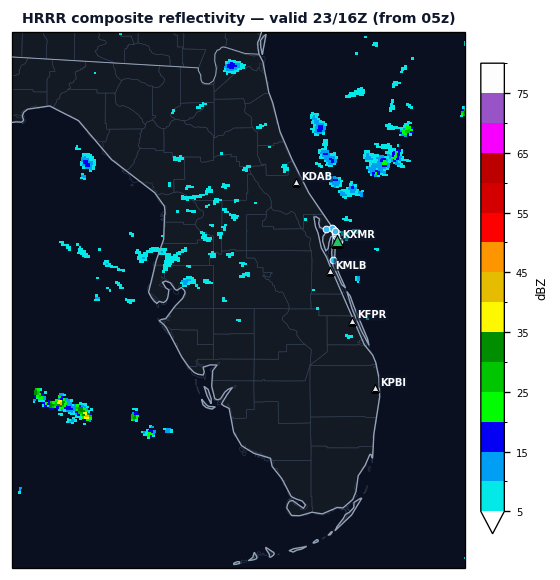 HRRR composite reflectivity — valid 23/16Z (from 05z)
KDAB
KXMR
KMLB
KFPR
KPBI
75
65
55
45
35
25
15
5
dBZ